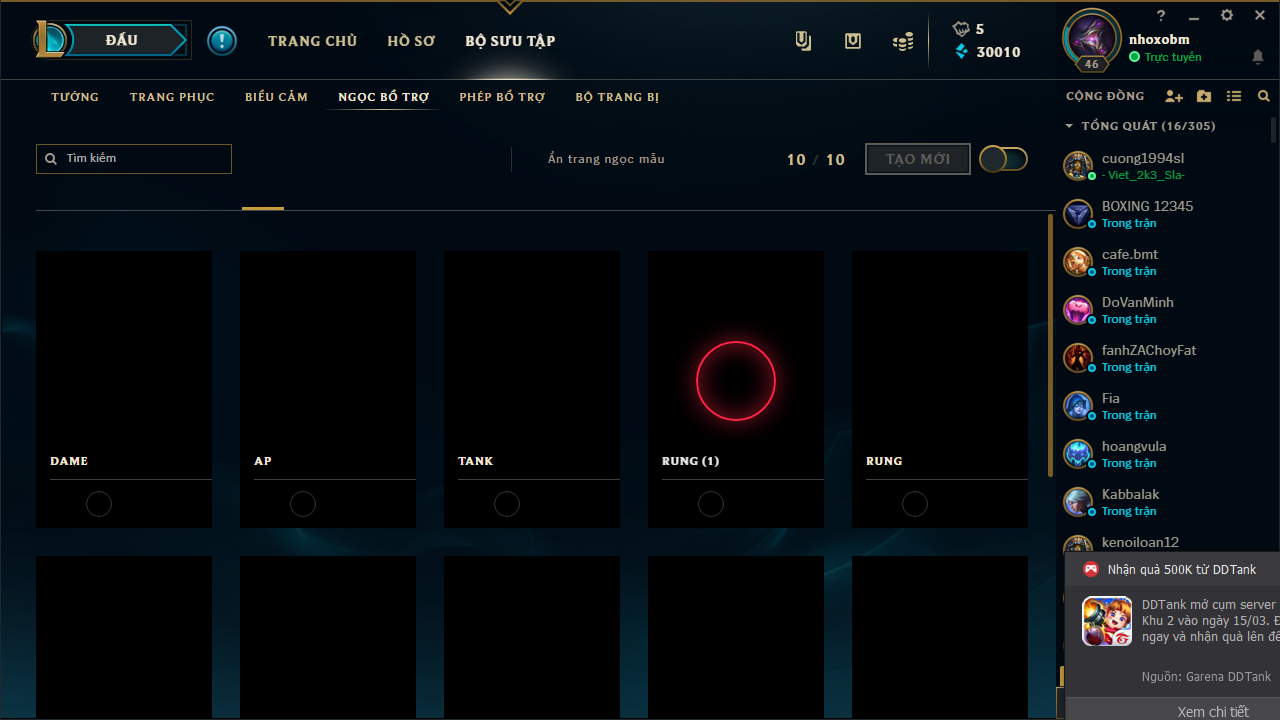 ĐẤU
TRANG CHỦ
HỒ SƠ
BỘ SƯU TẬP
5
30010
46
?
nhoxobm
Trực tuyến
TƯỚNG
TRANG PHỤC
BIỂU CẢM
NGỌC BỔ TRỢ
PHÉP BỔ TRỢ
BỘ TRANG BỊ
CỘNG ĐỒNG
TỔNG QUÁT (16/305)
Tìm kiếm
Ẩn trang ngọc mẫu
10 / 10
TẠO MỚI
cuong1994sl
- Viet_2k3_Sla-
BOXING 12345
Trong trận
cafe.bmt
Trong trận
DoVanMinh
Trong trận
fanhZAChoyFat
Trong trận
Fia
Trong trận
hoangvula
Trong trận
Kabbalak
Trong trận
kenoiloan12
DAME
AP
TANK
RUNG (1)
RUNG
Nhận quà 500K từ DDTank
DDTank mở cụm server
Khu 2 vào ngày 15/03. Đ
ngay và nhận quà lên đế
Nguồn: Garena DDTank
Xem chi tiết